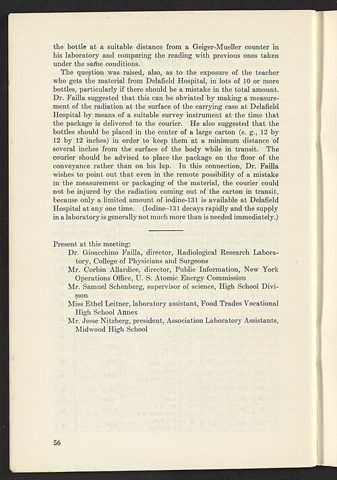 the bottle at a suitable distance from a Geiger-Mueller counter in
his laboratory and comparing the reading with previous ones taken
under the same conditions.
The question was raised, also, as to the exposure of the teacher
who gets the material from Delafield Hospital, in lots of 10 or more
bottles, particularly if there should be a mistake in the total amount.
Dr. Failla suggested that this can be obviated by making a measure-
ment of the radiation at the surface of the carrying case at Delafield
Hospital by means of a suitable survey instrument at the time that
the package is delivered to the courier. He also suggested that the
bottles should be placed in the center of a large carton (e. g., 12 by
12 by 12 inches) in order to keep them at a minimum distance of
several inches from the surface of the body while in transit. The
courier should be advised to place the package on the floor of the
conveyance rather than on his lap. In this connection, Dr. Failla
wishes to point out that even in the remote possibility of a mistake
in the measurement or packaging of the material, the courier could
not be injured by the radiation coming out of the carton in transit,
because only a limited amount of iodine-131 is available at Delafield
Hospital at any one time. (Iodine-131 decays rapidly and the supply
in a laboratory is generally not much more than is needed immediately.)
Present at this meeting:
Dr. Gioacchino Failla, director, Radiological Research Labora-
tory, College of Physicians and Surgeons
Mr. Corbin Allardice, director, Public Information, New York
Operations Office, U. S. Atomic Energy Commission
Mr. Samuel Schenberg, supervisor of science, High School Divi-
sion
Miss Ethel Leitner, laboratory assistant, Food Trades Vocational
High School Annex
Mr. Jesse Nitzberg, president, Association Laboratory Assistants,
Midwood High School
56